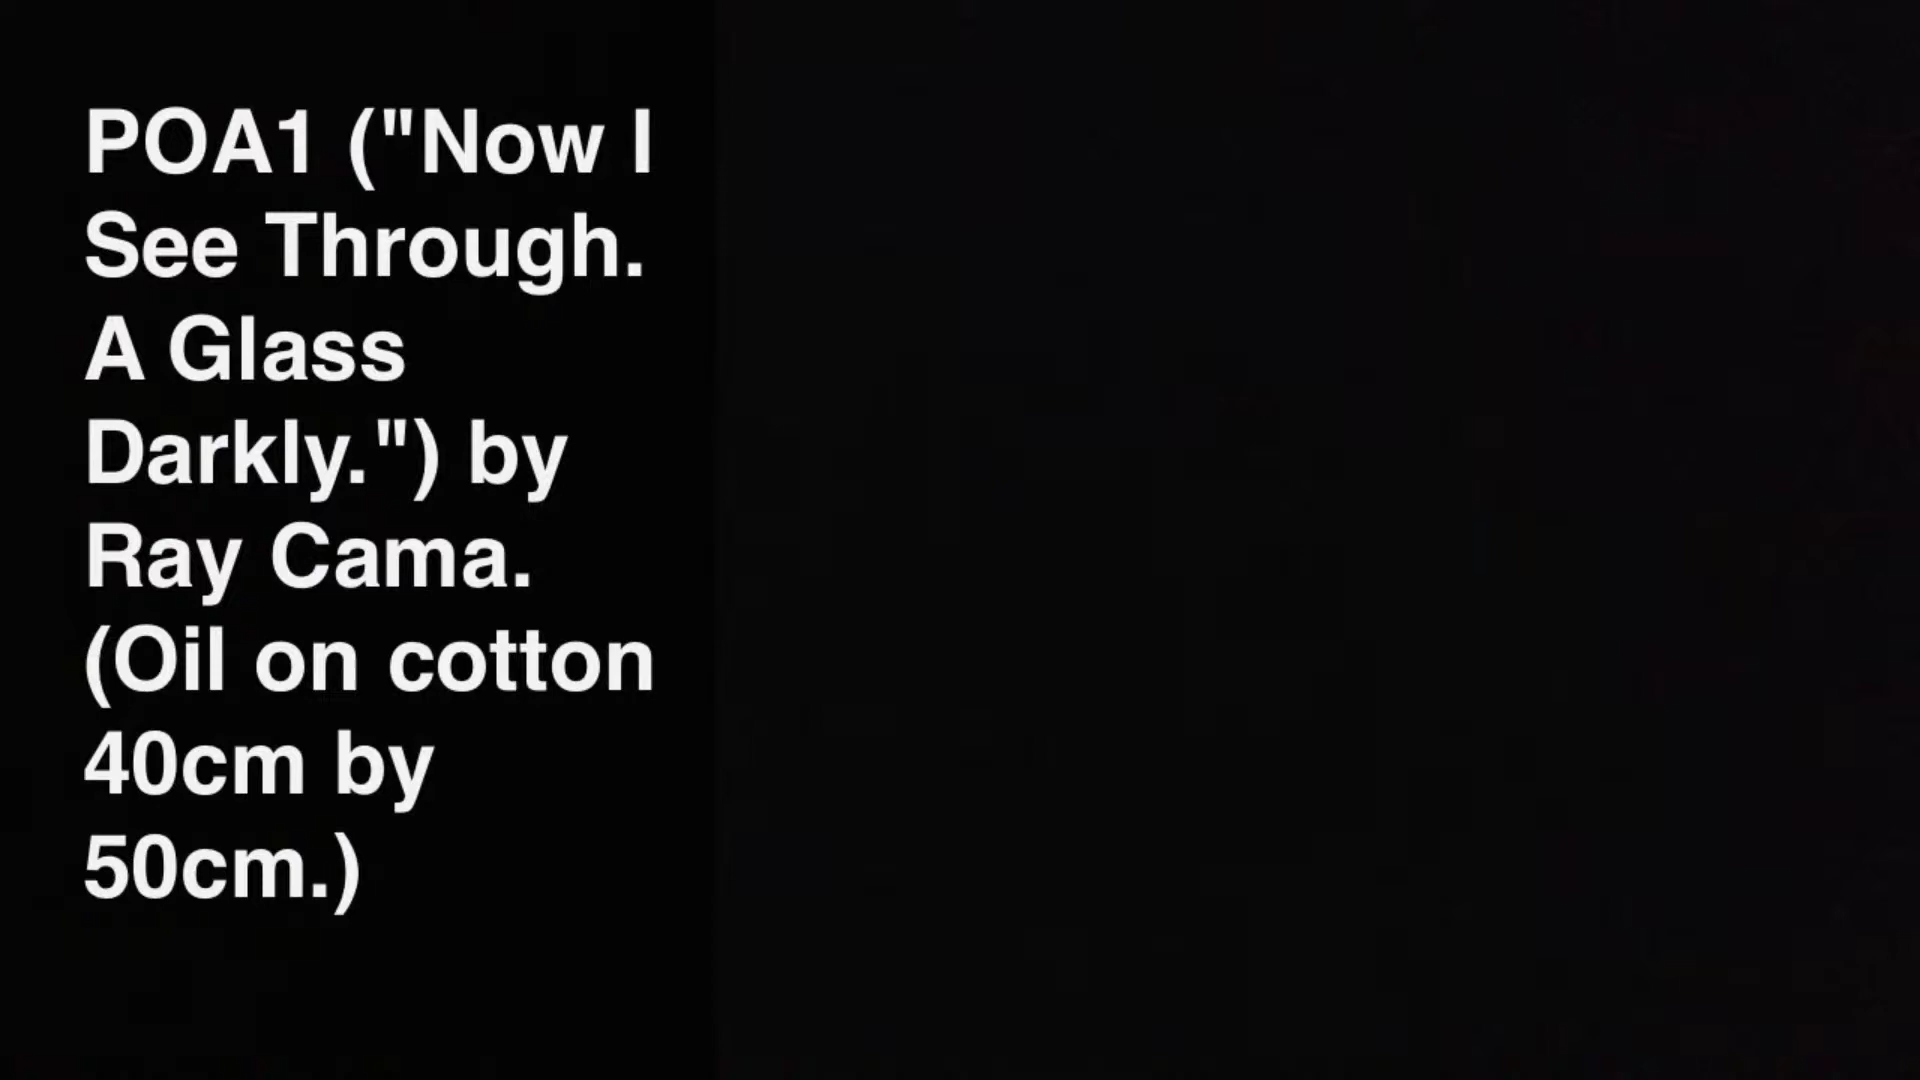 POA1 ("Now I
See Through.
A Glass
Darkly.") by
Ray Cama.
(Oil on cotton
40cm by
50cm.)